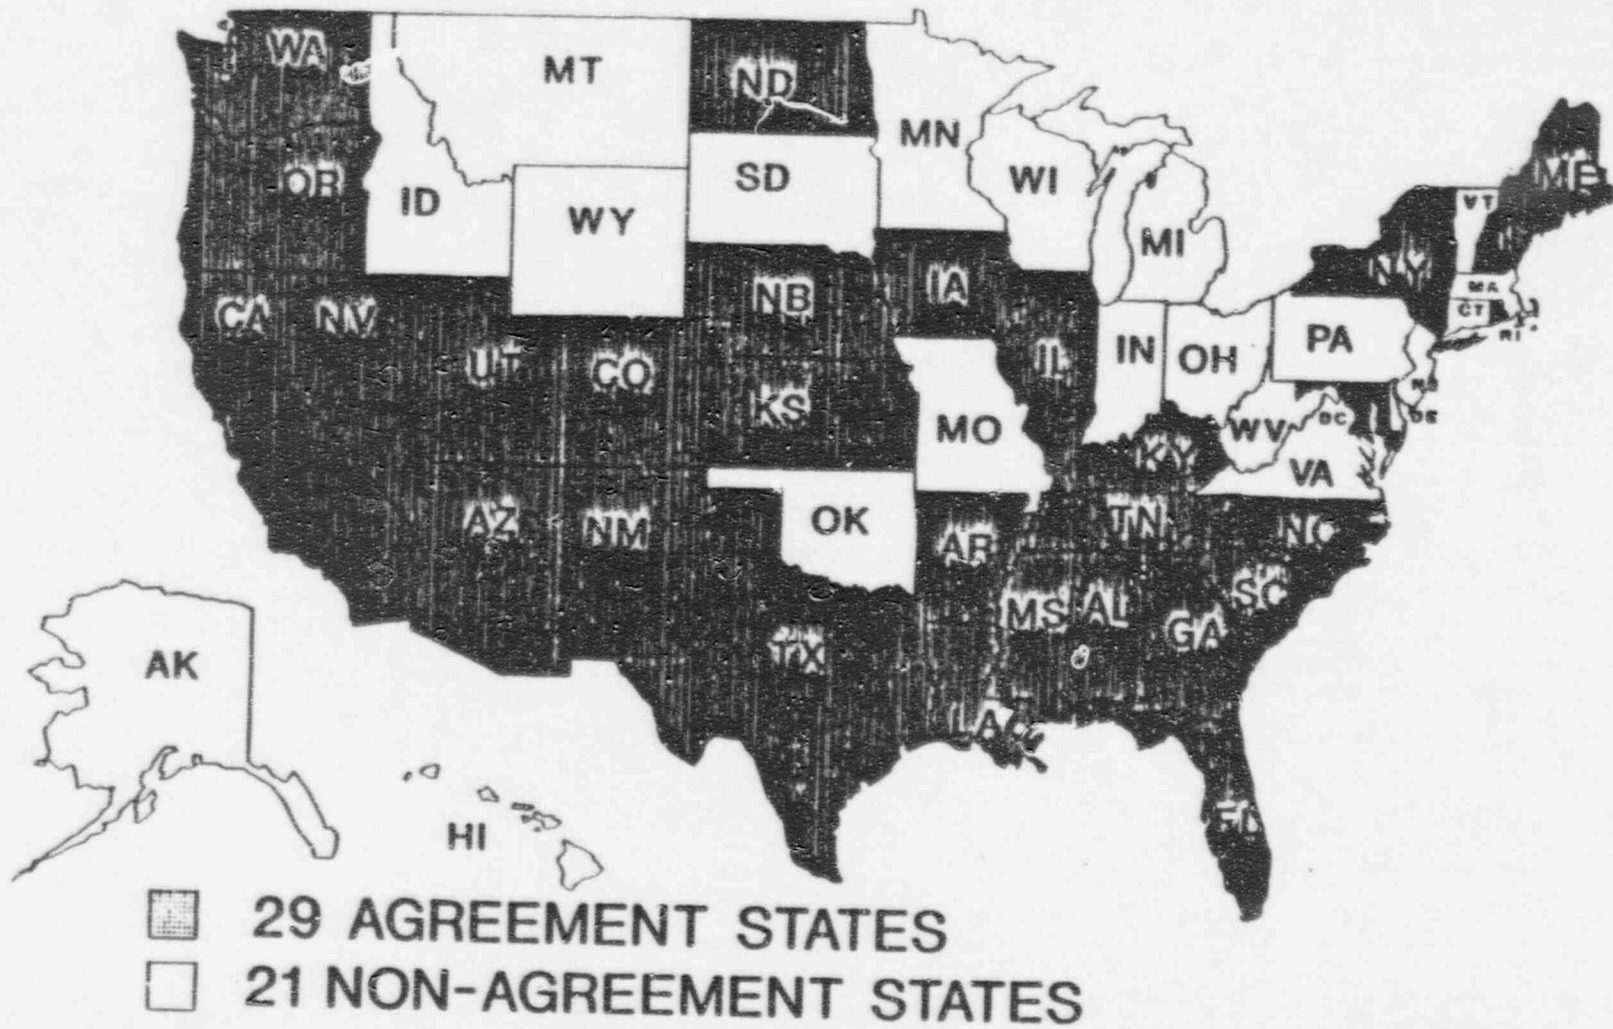 WA
MT
ND
MN
OR
ID
WY
SD
WI
MI
ME
VT
NY
MA
CT
RI
CA
NV
UT
CO
NB
IA
IL
IN
OH
PA
NJ
DE
DC
KS
MO
KY
WV
VA
AZ
NM
OK
AR
TN
NC
SC
MS
AL
GA
TX
LA
FL
AK
HI
29 AGREEMENT STATES
21 NON-AGREEMENT STATES